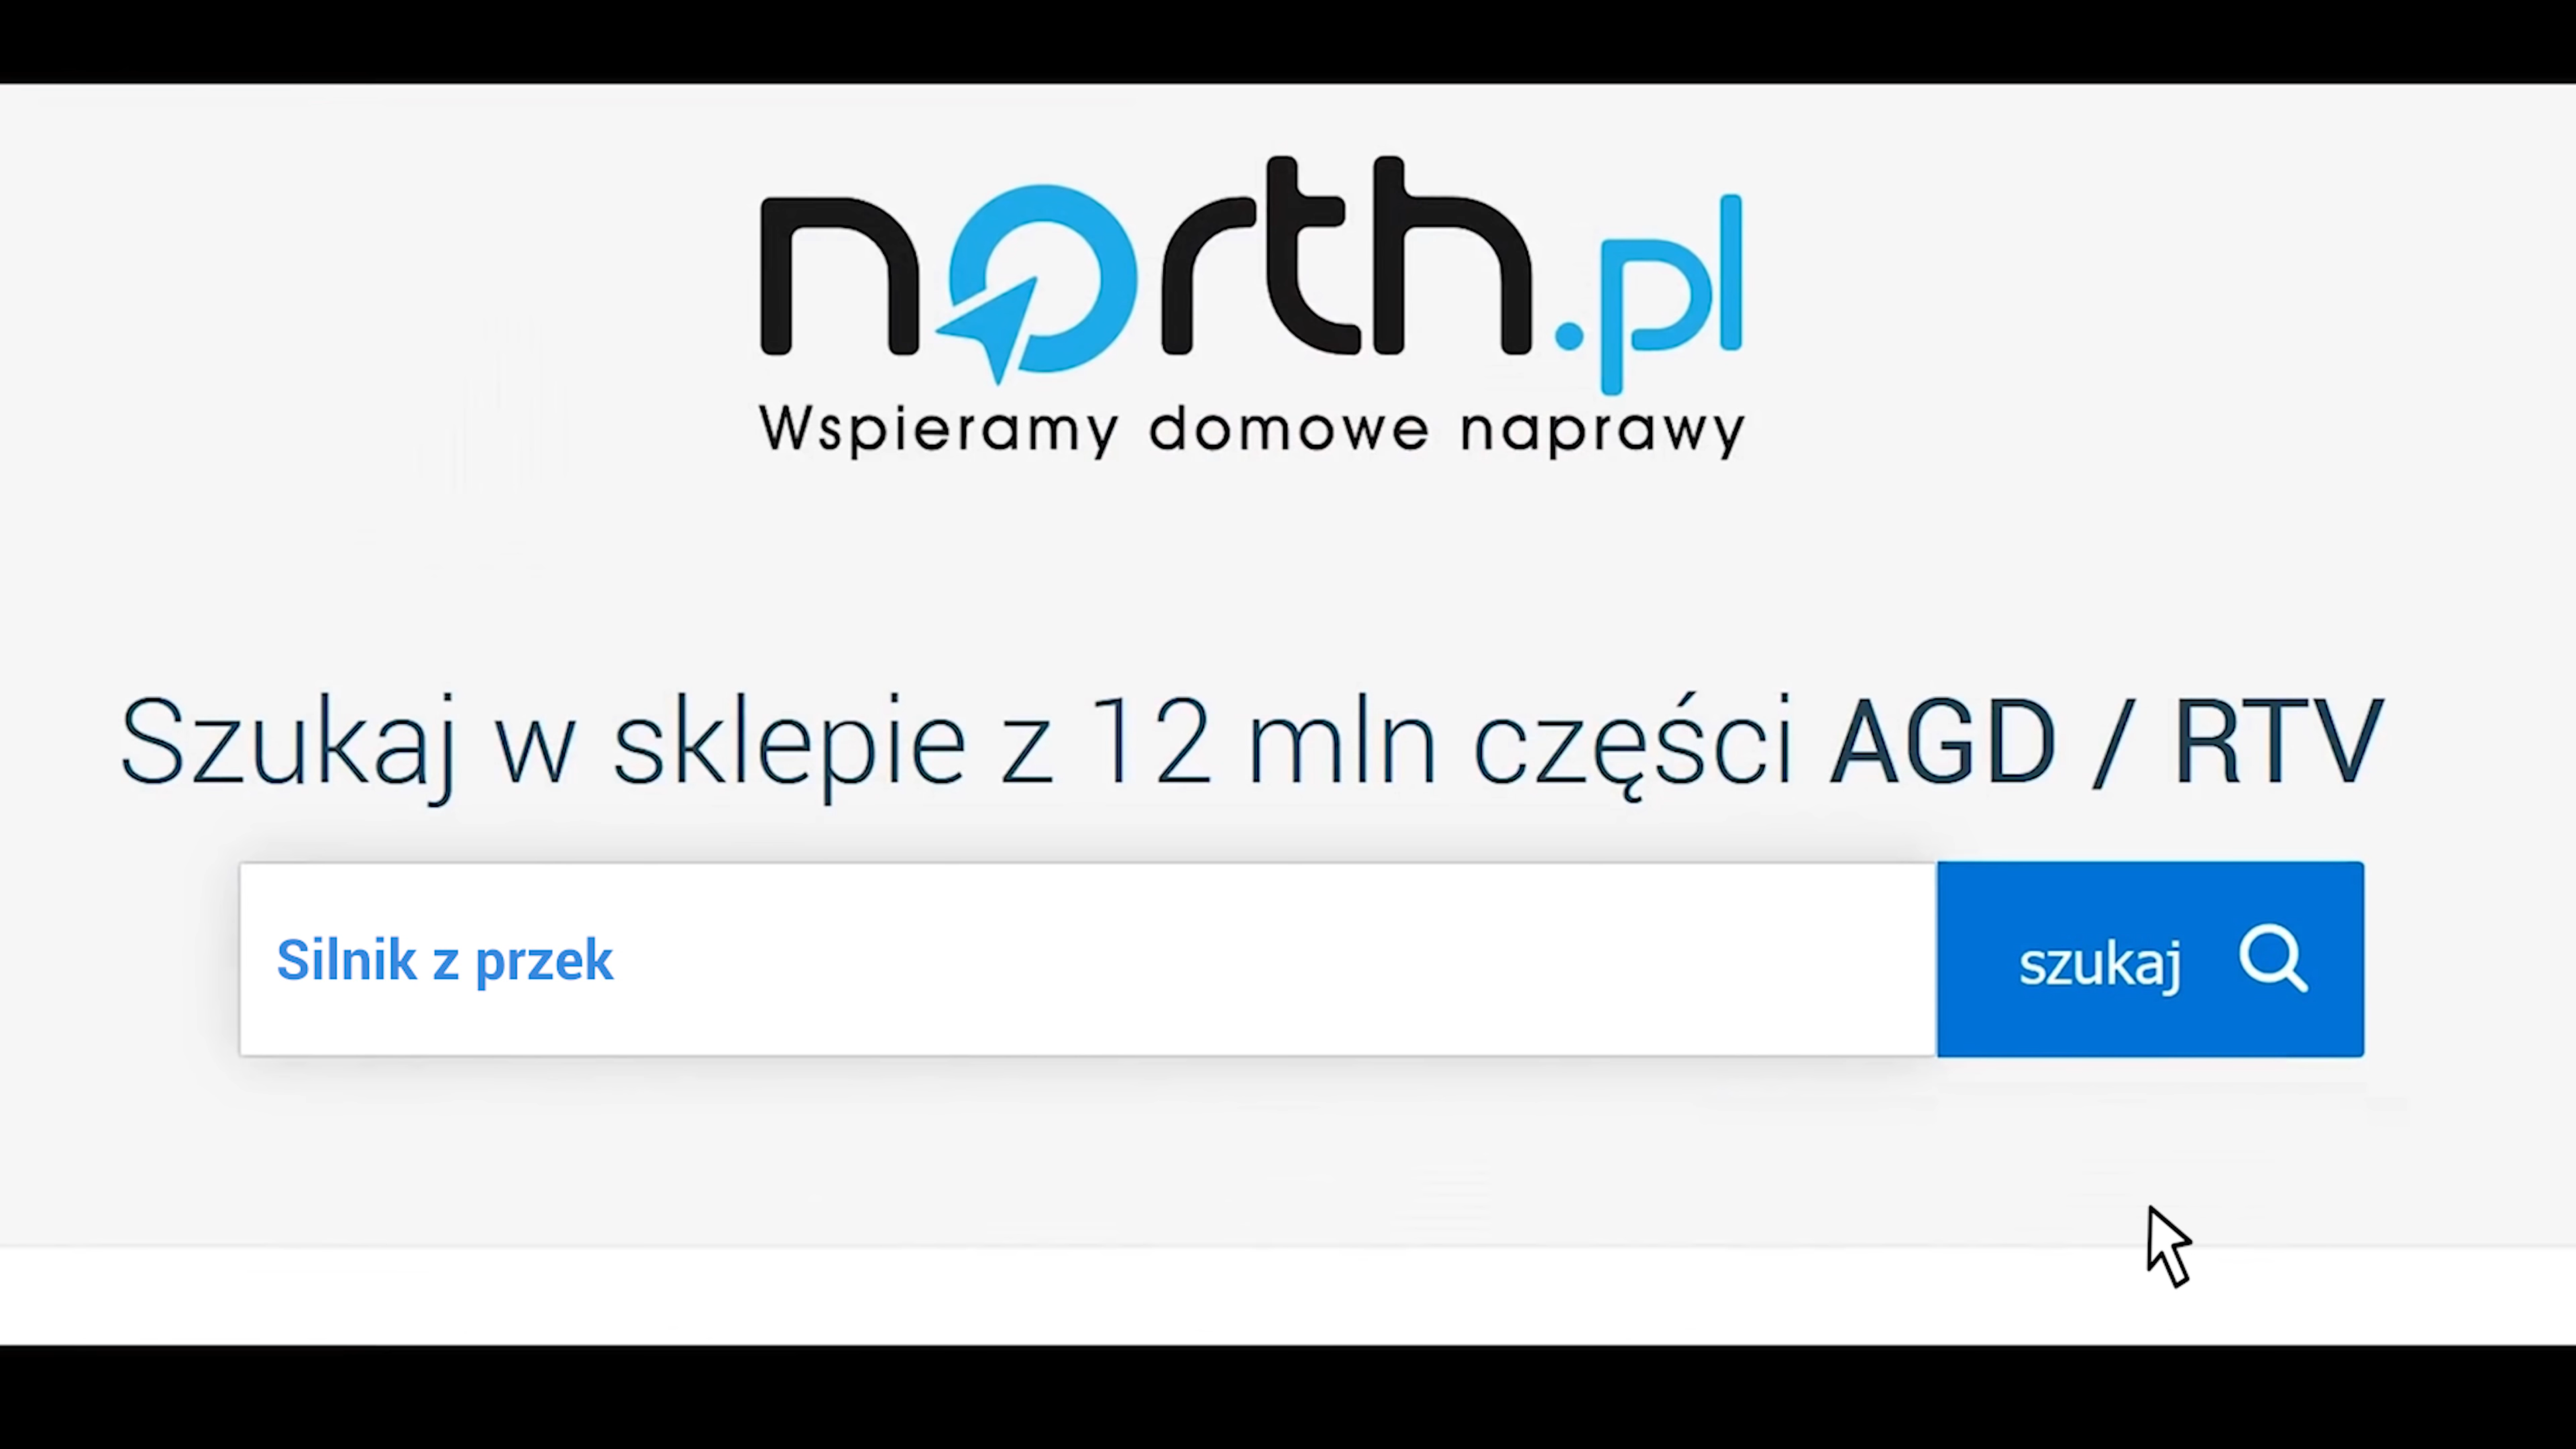 north.pl
Wspieramy domowe naprawy
Szukaj w sklepie z 12 mln części AGD / RTV
Silnik z przek
szukaj